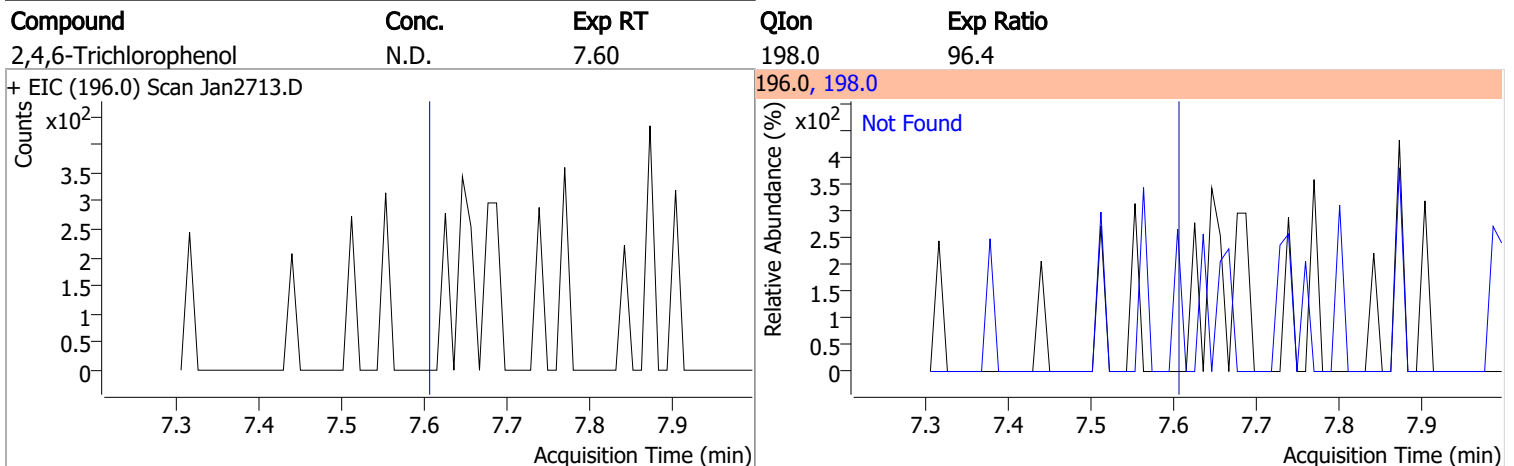 Compound Conc. Exp RT QIon Exp Ratio
2,4,6-Trichlorophenol N.D. 7.60 198.0 96.4
+ EIC (196.0) Scan Jan2713.D
Counts
x10²
3.5
3
2.5
2
1.5
1
0.5
0
7.3 7.4 7.5 7.6 7.7 7.8 7.9
Acquisition Time (min)
196.0, 198.0
Relative Abundance (%)
x10²
Not Found
4
3.5
3
2.5
2
1.5
1
0.5
0
7.3 7.4 7.5 7.6 7.7 7.8 7.9
Acquisition Time (min)